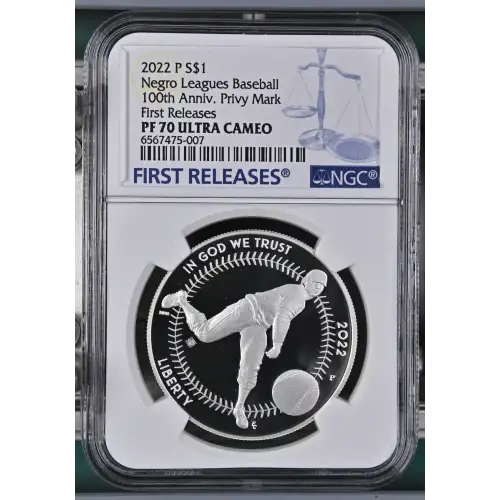 2022 P S$1
Negro Leagues Baseball
100th Anniv. Privy Mark
First Releases
PF 70 ULTRA CAMEO
6567475-007
FIRST RELEASES®
NGC®
IN GOD WE TRUST
2022
P
LIBERTY